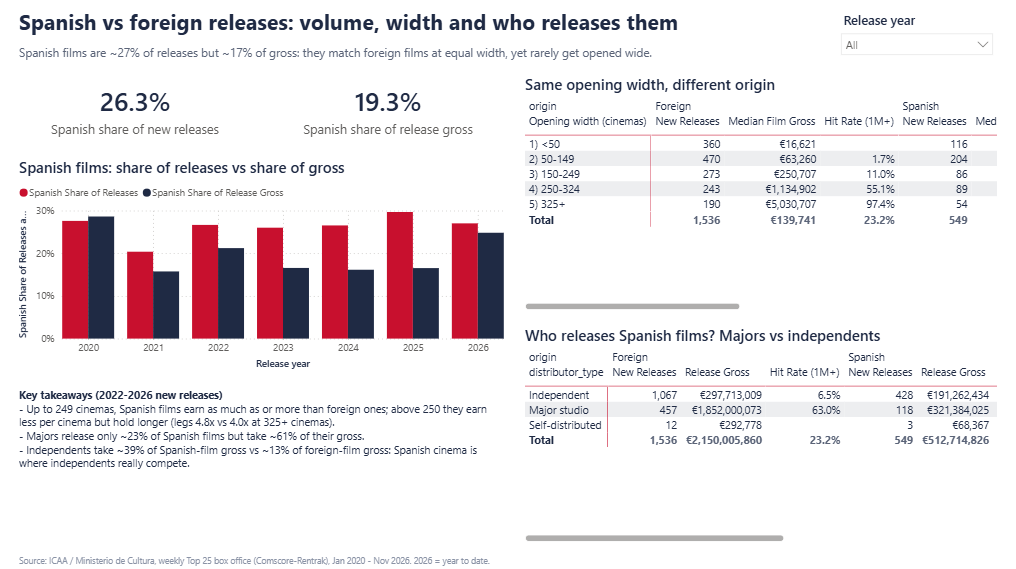 Spanish vs foreign releases: volume, width and who releases them
Spanish films are ~27% of releases but ~17% of gross: they match foreign films at equal width, yet rarely get opened wide.
Release year
All
26.3%
Spanish share of new releases
19.3%
Spanish share of release gross
Spanish films: share of releases vs share of gross
Spanish Share of Releases Spanish Share of Release Gross
Spanish Share of Releases a...
30%
20%
10%
0%
2020 2021 2022 2023 2024 2025 2026
Release year
Key takeaways (2022-2026 new releases)
- Up to 249 cinemas, Spanish films earn as much as or more than foreign ones; above 250 they earn
less per cinema but hold longer (legs 4.8x vs 4.0x at 325+ cinemas).
- Majors release only ~23% of Spanish films but take ~61% of their gross.
- Independents take ~39% of Spanish-film gross vs ~13% of foreign-film gross: Spanish cinema is
where independents really compete.
Same opening width, different origin
origin Foreign Spanish
Opening width (cinemas) New Releases Median Film Gross Hit Rate (1M+) New Releases Med
1) <50 360 €16,621 116
2) 50-149 470 €63,260 1.7% 204
3) 150-249 273 €250,707 11.0% 86
4) 250-324 243 €1,134,902 55.1% 89
5) 325+ 190 €5,030,707 97.4% 54
Total 1,536 €139,741 23.2% 549
Who releases Spanish films? Majors vs independents
origin Foreign Spanish
distributor_type New Releases Release Gross Hit Rate (1M+) New Releases Release Gross
Independent 1,067 €297,713,009 6.5% 428 €191,262,434
Major studio 457 €1,852,000,073 63.0% 118 €321,384,025
Self-distributed 12 €292,778 3 €68,367
Total 1,536 €2,150,005,860 23.2% 549 €512,714,826
Source: ICAA / Ministerio de Cultura, weekly Top 25 box office (Comscore-Rentrak), Jan 2020 - Nov 2026. 2026 = year to date.